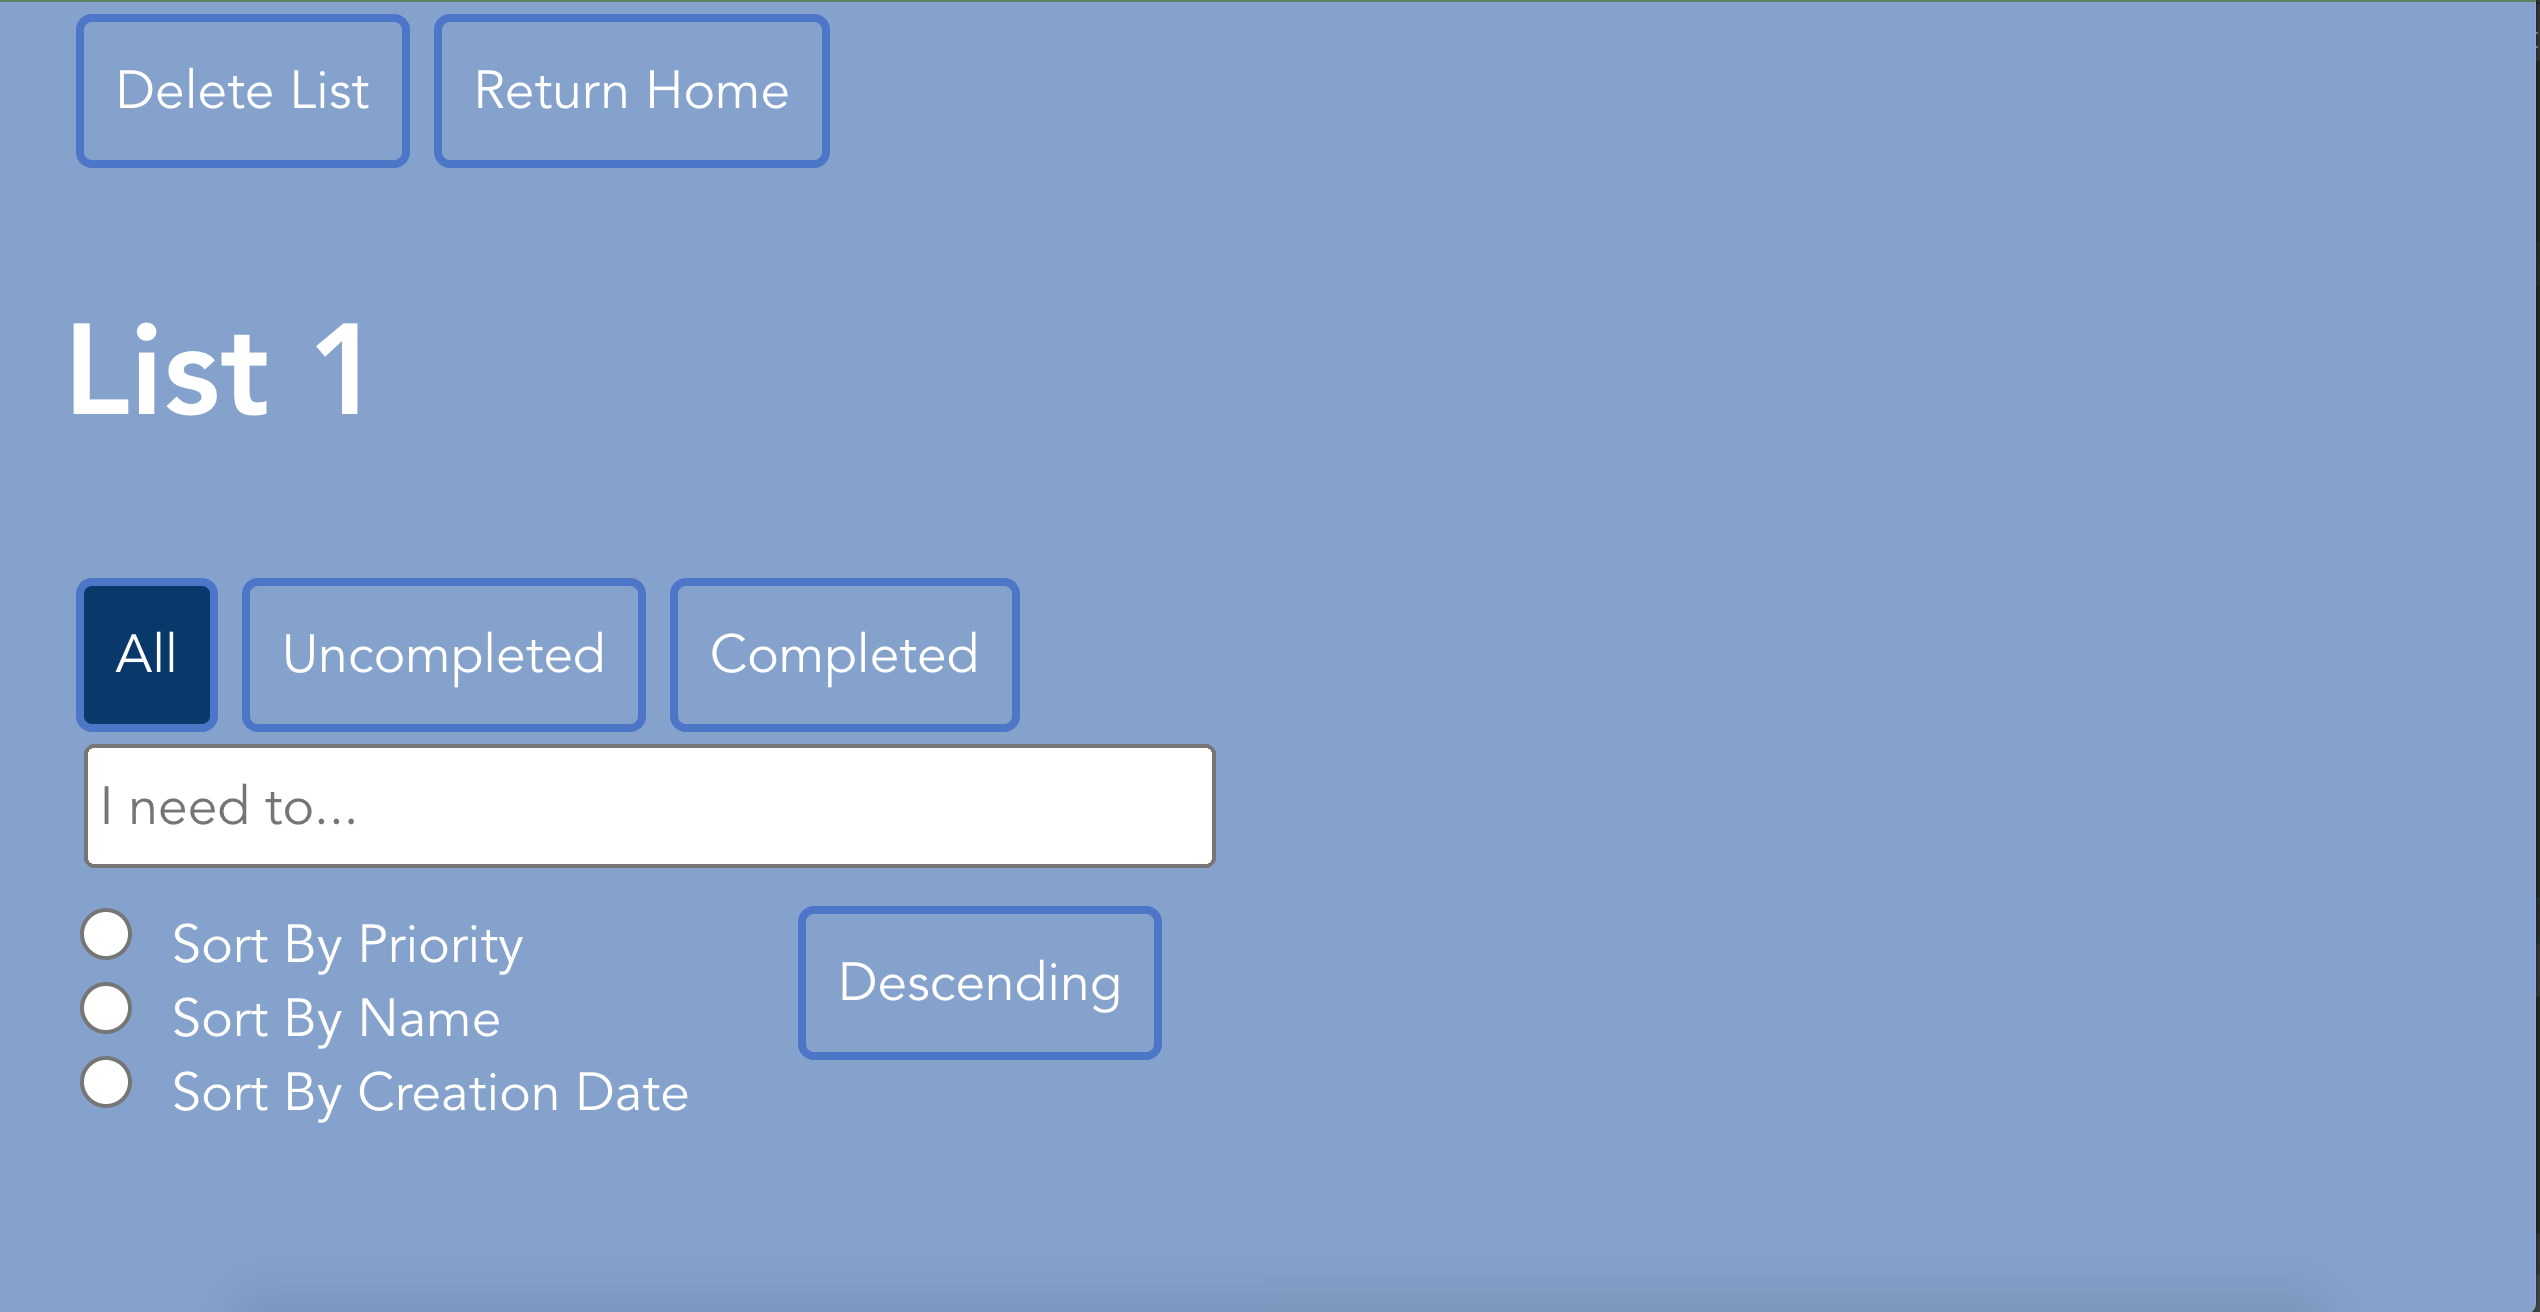 Delete List Return Home
List 1
All Uncompleted Completed
I need to...
Sort By Priority
Descending
Sort By Name
Sort By Creation Date